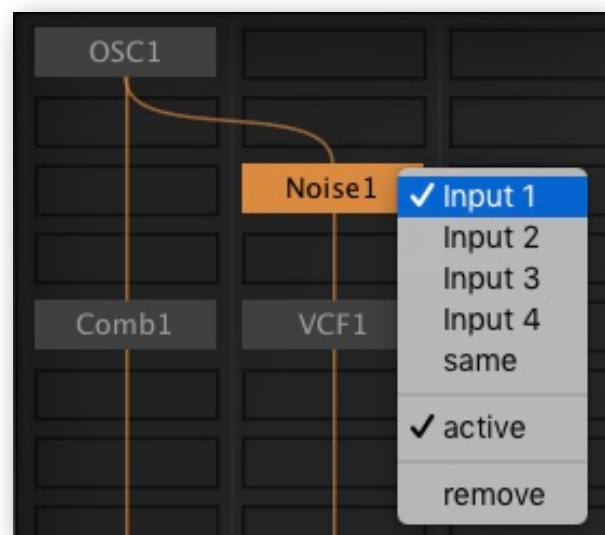 OSC1
Noise1
Comb1
VCF1
✓ Input 1
Input 2
Input 3
Input 4
same
✓ active
remove